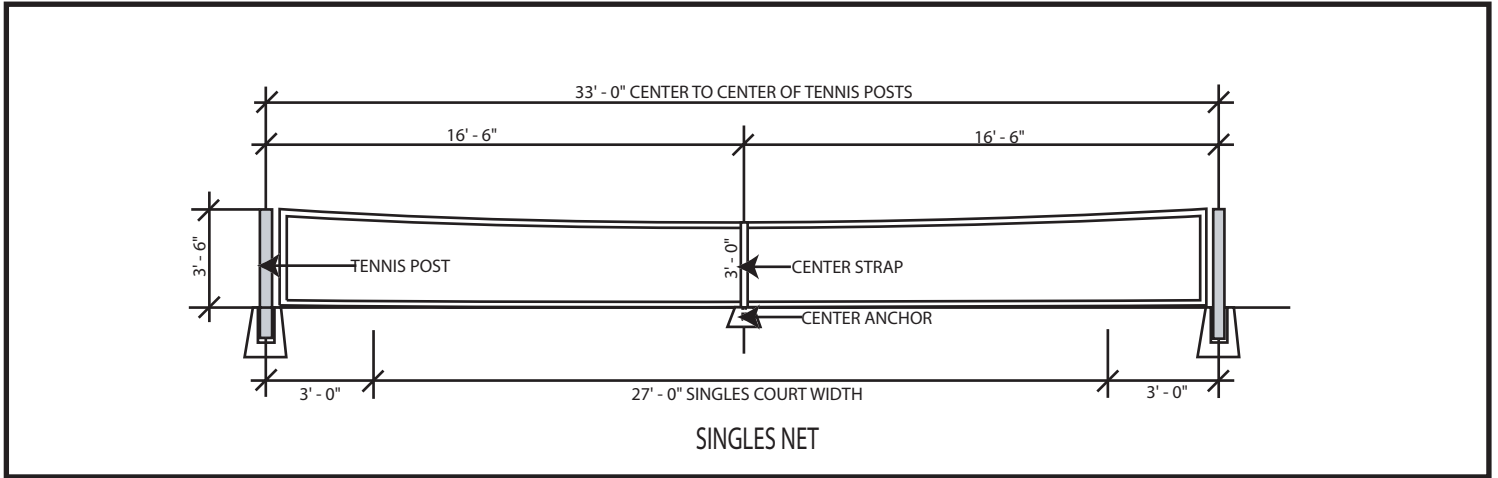 33' - 0" CENTER TO CENTER OF TENNIS POSTS
16' - 6"
16' - 6"
3' - 6"
TENNIS POST
3' - 0"
CENTER STRAP
CENTER ANCHOR
3' - 0"
27' - 0" SINGLES COURT WIDTH
3' - 0"
SINGLES NET